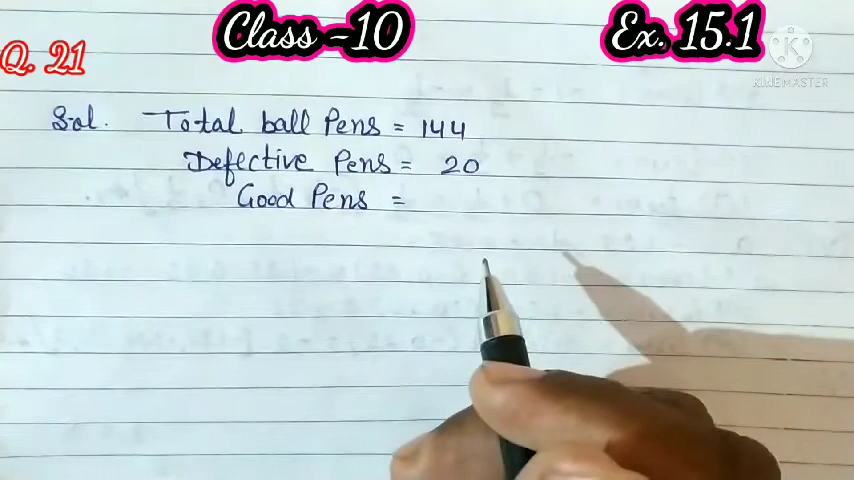 Class -10
Ex. 15.1
Q. 21
KINEMASTER
Sol. Total ball Pens = 144
Defective Pens = 20
Good Pens =